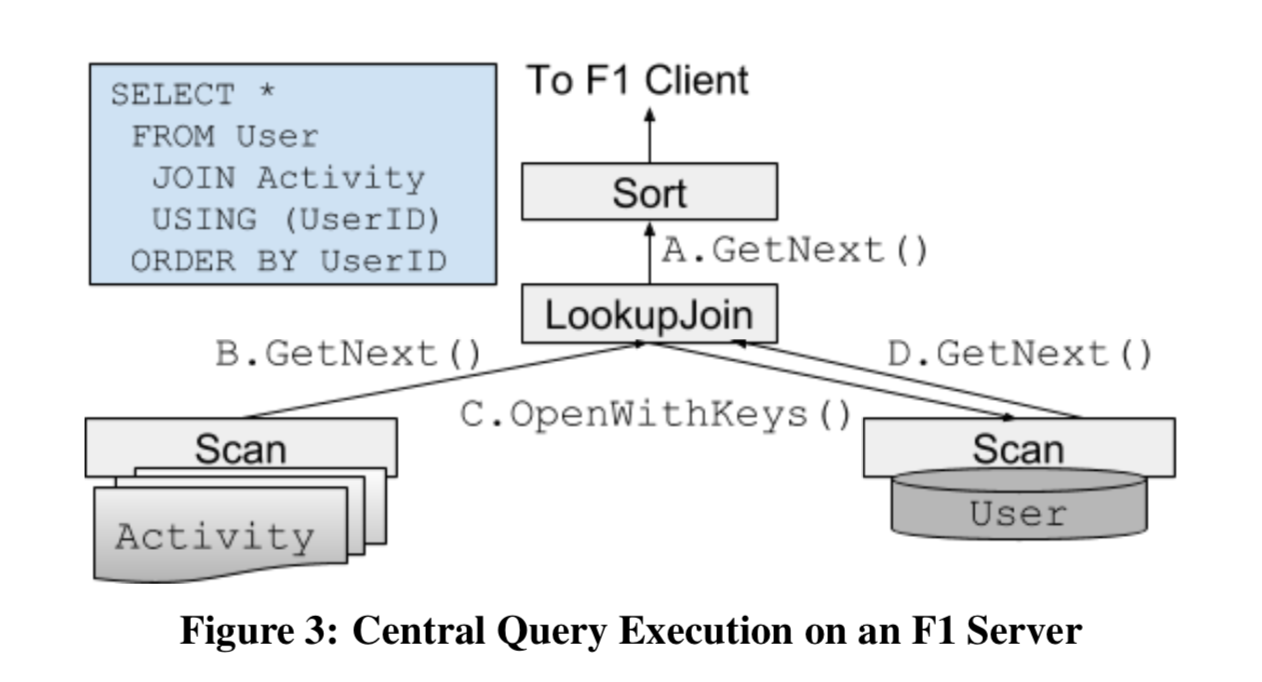 SELECT *
FROM User
JOIN Activity
USING (UserID)
ORDER BY UserID
To F1 Client
Sort
A.GetNext()
LookupJoin
B.GetNext()
D.GetNext()
C.OpenWithKeys()
Scan
Activity
Scan
User
Figure 3: Central Query Execution on an F1 Server